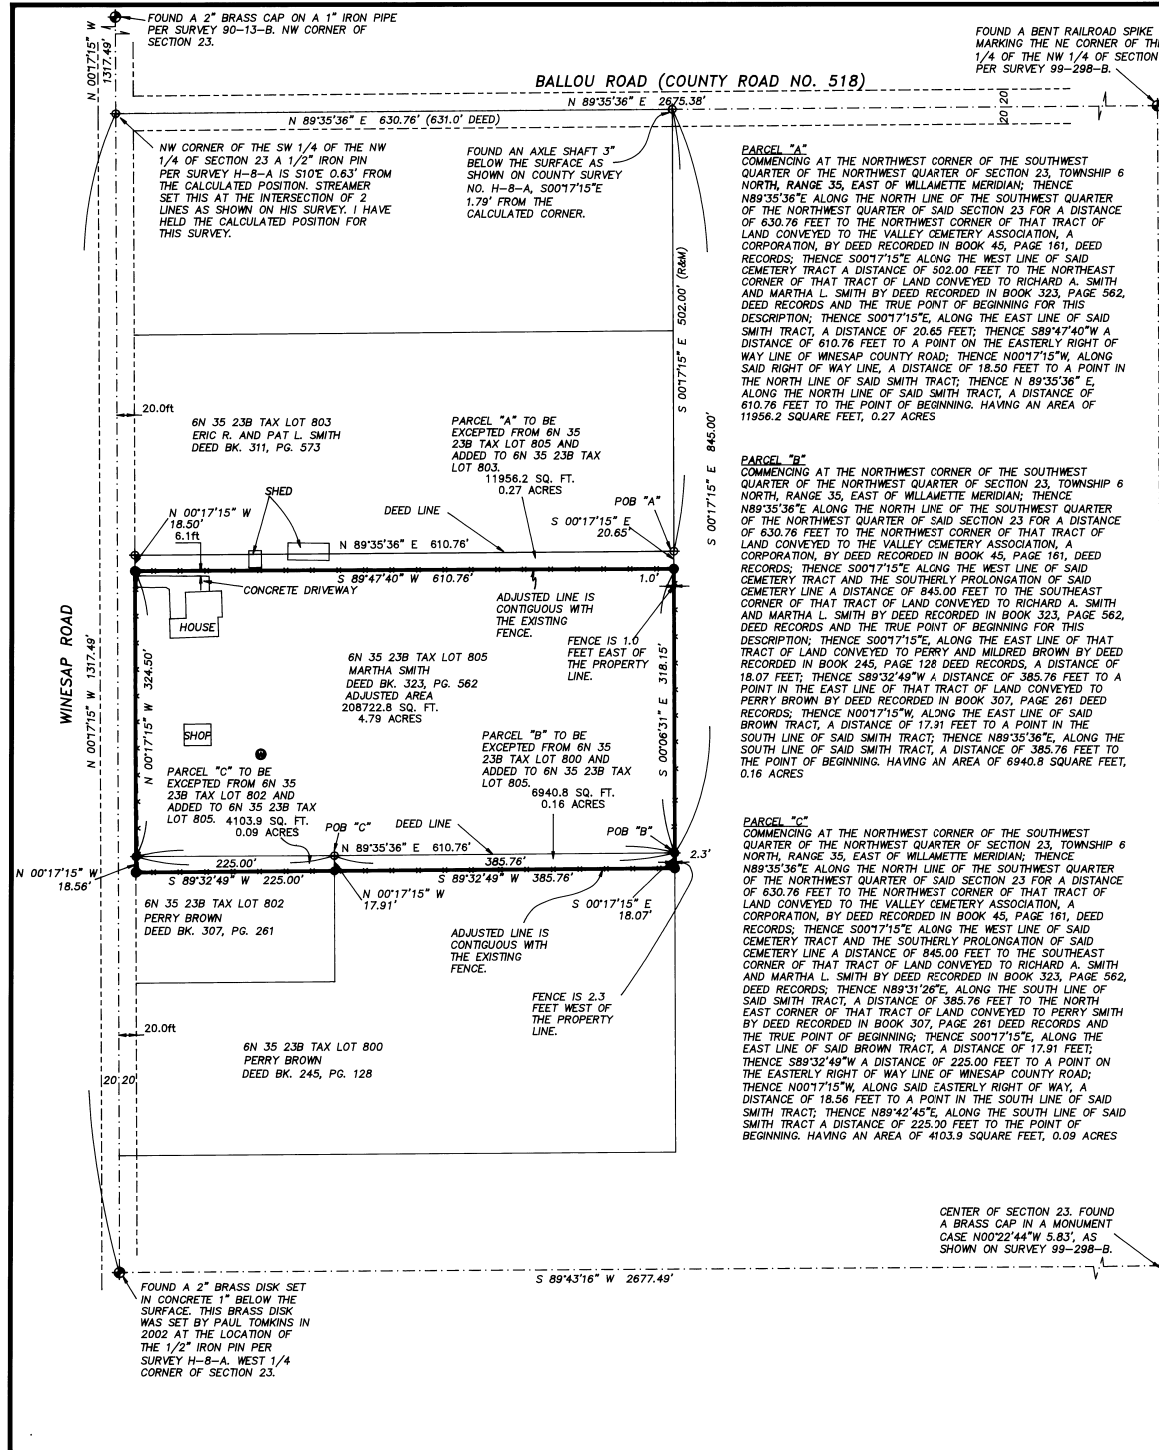 FOUND A 2" BRASS CAP ON A 1" IRON PIPE
PER SURVEY 90-13-B. NW CORNER OF
SECTION 23.
N 00°17'15" W
1317.49'
FOUND A BENT RAILROAD SPIKE
MARKING THE NE CORNER OF TH
1/4 OF THE NW 1/4 OF SECTION
PER SURVEY 99-298-B.
BALLOU ROAD (COUNTY ROAD NO. 518)
N 89°35'36" E 2675.38'
20 20
N 89°35'36" E 630.76' (631.0' DEED)
NW CORNER OF THE SW 1/4 OF THE NW
1/4 OF SECTION 23 A 1/2" IRON PIN
PER SURVEY H-8-A IS S10°E 0.63' FROM
THE CALCULATED POSITION. STREAMER
SET THIS AT THE INTERSECTION OF 2
LINES AS SHOWN ON HIS SURVEY. I HAVE
HELD THE CALCULATED POSITION FOR
THIS SURVEY.
FOUND AN AXLE SHAFT 3"
BELOW THE SURFACE AS
SHOWN ON COUNTY SURVEY
NO. H-8-A, S00°17'15"E
1.79' FROM THE
CALCULATED CORNER.
S 00°17'15" E 502.00' (R&M)
S 00°17'15" E 845.00'
20.0ft
6N 35 23B TAX LOT 803
ERIC R. AND PAT L. SMITH
DEED BK. 311, PG. 573
PARCEL "A" TO BE
EXCEPTED FROM 6N 35
23B TAX LOT 805 AND
ADDED TO 6N 35 23B TAX
LOT 803.
11956.2 SQ. FT.
0.27 ACRES
SHED
POB "A"
N 00°17'15" W
18.50'
6.1ft
DEED LINE
S 00°17'15" E
20.65'
N 89°35'36" E 610.76'
S 89°47'40" W 610.76'
1.0'
CONCRETE DRIVEWAY
ADJUSTED LINE IS
CONTIGUOUS WITH
THE EXISTING
FENCE.
HOUSE
FENCE IS 1.0
FEET EAST OF
THE PROPERTY
LINE.
WINESAP ROAD
N 00°17'15" W 1317.49'
N 00°17'15" W 324.50'
6N 35 23B TAX LOT 805
MARTHA SMITH
DEED BK. 323, PG. 562
ADJUSTED AREA
208722.8 SQ. FT.
4.79 ACRES
S 00°06'31" E 318.15'
SHOP
PARCEL "B" TO BE
EXCEPTED FROM 6N 35
23B TAX LOT 800 AND
ADDED TO 6N 35 23B TAX
LOT 805.
6940.8 SQ. FT.
0.16 ACRES
PARCEL "C" TO BE
EXCEPTED FROM 6N 35
23B TAX LOT 802 AND
ADDED TO 6N 35 23B TAX
LOT 805. 4103.9 SQ. FT.
0.09 ACRES
POB "C"
DEED LINE
POB "B"
N 89°35'36" E 610.76'
225.00'
385.76'
2.3'
N 00°17'15" W
18.56'
S 89°32'49" W 225.00'
S 89°32'49" W 385.76'
N 00°17'15" W
17.91'
S 00°17'15" E
18.07'
6N 35 23B TAX LOT 802
PERRY BROWN
DEED BK. 307, PG. 261
ADJUSTED LINE IS
CONTIGUOUS WITH
THE EXISTING
FENCE.
FENCE IS 2.3
FEET WEST OF
THE PROPERTY
LINE.
20.0ft
6N 35 23B TAX LOT 800
PERRY BROWN
DEED BK. 245, PG. 128
20 20
S 89°43'16" W 2677.49'
FOUND A 2" BRASS DISK SET
IN CONCRETE 1" BELOW THE
SURFACE. THIS BRASS DISK
WAS SET BY PAUL TOMKINS IN
2002 AT THE LOCATION OF
THE 1/2" IRON PIN PER
SURVEY H-8-A. WEST 1/4
CORNER OF SECTION 23.
PARCEL "A"
COMMENCING AT THE NORTHWEST CORNER OF THE SOUTHWEST
QUARTER OF THE NORTHWEST QUARTER OF SECTION 23, TOWNSHIP 6
NORTH, RANGE 35, EAST OF WILLAMETTE MERIDIAN; THENCE
N89°35'36"E ALONG THE NORTH LINE OF THE SOUTHWEST QUARTER
OF THE NORTHWEST QUARTER OF SAID SECTION 23 FOR A DISTANCE
OF 630.76 FEET TO THE NORTHWEST CORNER OF THAT TRACT OF
LAND CONVEYED TO THE VALLEY CEMETERY ASSOCIATION, A
CORPORATION, BY DEED RECORDED IN BOOK 45, PAGE 161, DEED
RECORDS; THENCE S00°17'15"E ALONG THE WEST LINE OF SAID
CEMETERY TRACT A DISTANCE OF 502.00 FEET TO THE NORTHEAST
CORNER OF THAT TRACT OF LAND CONVEYED TO RICHARD A. SMITH
AND MARTHA L. SMITH BY DEED RECORDED IN BOOK 323, PAGE 562,
DEED RECORDS AND THE TRUE POINT OF BEGINNING FOR THIS
DESCRIPTION; THENCE S00°17'15"E, ALONG THE EAST LINE OF SAID
SMITH TRACT, A DISTANCE OF 20.65 FEET; THENCE S89°47'40"W A
DISTANCE OF 610.76 FEET TO A POINT ON THE EASTERLY RIGHT OF
WAY LINE OF WINESAP COUNTY ROAD; THENCE N00°17'15"W, ALONG
SAID RIGHT OF WAY LINE, A DISTANCE OF 18.50 FEET TO A POINT IN
THE NORTH LINE OF SAID SMITH TRACT; THENCE N 89°35'36" E,
ALONG THE NORTH LINE OF SAID SMITH TRACT, A DISTANCE OF
610.76 FEET TO THE POINT OF BEGINNING. HAVING AN AREA OF
11956.2 SQUARE FEET, 0.27 ACRES
PARCEL "B"
COMMENCING AT THE NORTHWEST CORNER OF THE SOUTHWEST
QUARTER OF THE NORTHWEST QUARTER OF SECTION 23, TOWNSHIP 6
NORTH, RANGE 35, EAST OF WILLAMETTE MERIDIAN; THENCE
N89°35'36"E ALONG THE NORTH LINE OF THE SOUTHWEST QUARTER
OF THE NORTHWEST QUARTER OF SAID SECTION 23 FOR A DISTANCE
OF 630.76 FEET TO THE NORTHWEST CORNER OF THAT TRACT OF
LAND CONVEYED TO THE VALLEY CEMETERY ASSOCIATION, A
CORPORATION, BY DEED RECORDED IN BOOK 45, PAGE 161, DEED
RECORDS; THENCE S00°17'15"E ALONG THE WEST LINE OF SAID
CEMETERY TRACT AND THE SOUTHERLY PROLONGATION OF SAID
CEMETERY LINE A DISTANCE OF 845.00 FEET TO THE SOUTHEAST
CORNER OF THAT TRACT OF LAND CONVEYED TO RICHARD A. SMITH
AND MARTHA L. SMITH BY DEED RECORDED IN BOOK 323, PAGE 562,
DEED RECORDS AND THE TRUE POINT OF BEGINNING FOR THIS
DESCRIPTION; THENCE S00°17'15"E, ALONG THE EAST LINE OF THAT
TRACT OF LAND CONVEYED TO PERRY AND MILDRED BROWN BY DEED
RECORDED IN BOOK 245, PAGE 128 DEED RECORDS, A DISTANCE OF
18.07 FEET; THENCE S89°32'49"W A DISTANCE OF 385.76 FEET TO A
POINT IN THE EAST LINE OF THAT TRACT OF LAND CONVEYED TO
PERRY BROWN BY DEED RECORDED IN BOOK 307, PAGE 261 DEED
RECORDS; THENCE N00°17'15"W, ALONG THE EAST LINE OF SAID
BROWN TRACT, A DISTANCE OF 17.91 FEET TO A POINT IN THE
SOUTH LINE OF SAID SMITH TRACT; THENCE N89°35'36"E, ALONG THE
SOUTH LINE OF SAID SMITH TRACT, A DISTANCE OF 385.76 FEET TO
THE POINT OF BEGINNING. HAVING AN AREA OF 6940.8 SQUARE FEET,
0.16 ACRES
PARCEL "C"
COMMENCING AT THE NORTHWEST CORNER OF THE SOUTHWEST
QUARTER OF THE NORTHWEST QUARTER OF SECTION 23, TOWNSHIP 6
NORTH, RANGE 35, EAST OF WILLAMETTE MERIDIAN; THENCE
N89°35'36"E ALONG THE NORTH LINE OF THE SOUTHWEST QUARTER
OF THE NORTHWEST QUARTER OF SAID SECTION 23 FOR A DISTANCE
OF 630.76 FEET TO THE NORTHWEST CORNER OF THAT TRACT OF
LAND CONVEYED TO THE VALLEY CEMETERY ASSOCIATION, A
CORPORATION, BY DEED RECORDED IN BOOK 45, PAGE 161, DEED
RECORDS; THENCE S00°17'15"E ALONG THE WEST LINE OF SAID
CEMETERY TRACT AND THE SOUTHERLY PROLONGATION OF SAID
CEMETERY LINE A DISTANCE OF 845.00 FEET TO THE SOUTHEAST
CORNER OF THAT TRACT OF LAND CONVEYED TO RICHARD A. SMITH
AND MARTHA L. SMITH BY DEED RECORDED IN BOOK 323, PAGE 562,
DEED RECORDS; THENCE N89°31'26"E, ALONG THE SOUTH LINE OF
SAID SMITH TRACT, A DISTANCE OF 385.76 FEET TO THE NORTH
EAST CORNER OF THAT TRACT OF LAND CONVEYED TO PERRY SMITH
BY DEED RECORDED IN BOOK 307, PAGE 261 DEED RECORDS AND
THE TRUE POINT OF BEGINNING; THENCE S00°17'15"E, ALONG THE
EAST LINE OF SAID BROWN TRACT, A DISTANCE OF 17.91 FEET;
THENCE S89°32'49"W A DISTANCE OF 225.00 FEET TO A POINT ON
THE EASTERLY RIGHT OF WAY LINE OF WINESAP COUNTY ROAD;
THENCE N00°17'15"W, ALONG SAID EASTERLY RIGHT OF WAY, A
DISTANCE OF 18.56 FEET TO A POINT IN THE SOUTH LINE OF SAID
SMITH TRACT; THENCE N89°42'45"E, ALONG THE SOUTH LINE OF SAID
SMITH TRACT A DISTANCE OF 225.00 FEET TO THE POINT OF
BEGINNING. HAVING AN AREA OF 4103.9 SQUARE FEET, 0.09 ACRES
CENTER OF SECTION 23. FOUND
A BRASS CAP IN A MONUMENT
CASE N00°22'44"W 5.83', AS
SHOWN ON SURVEY 99-298-B.